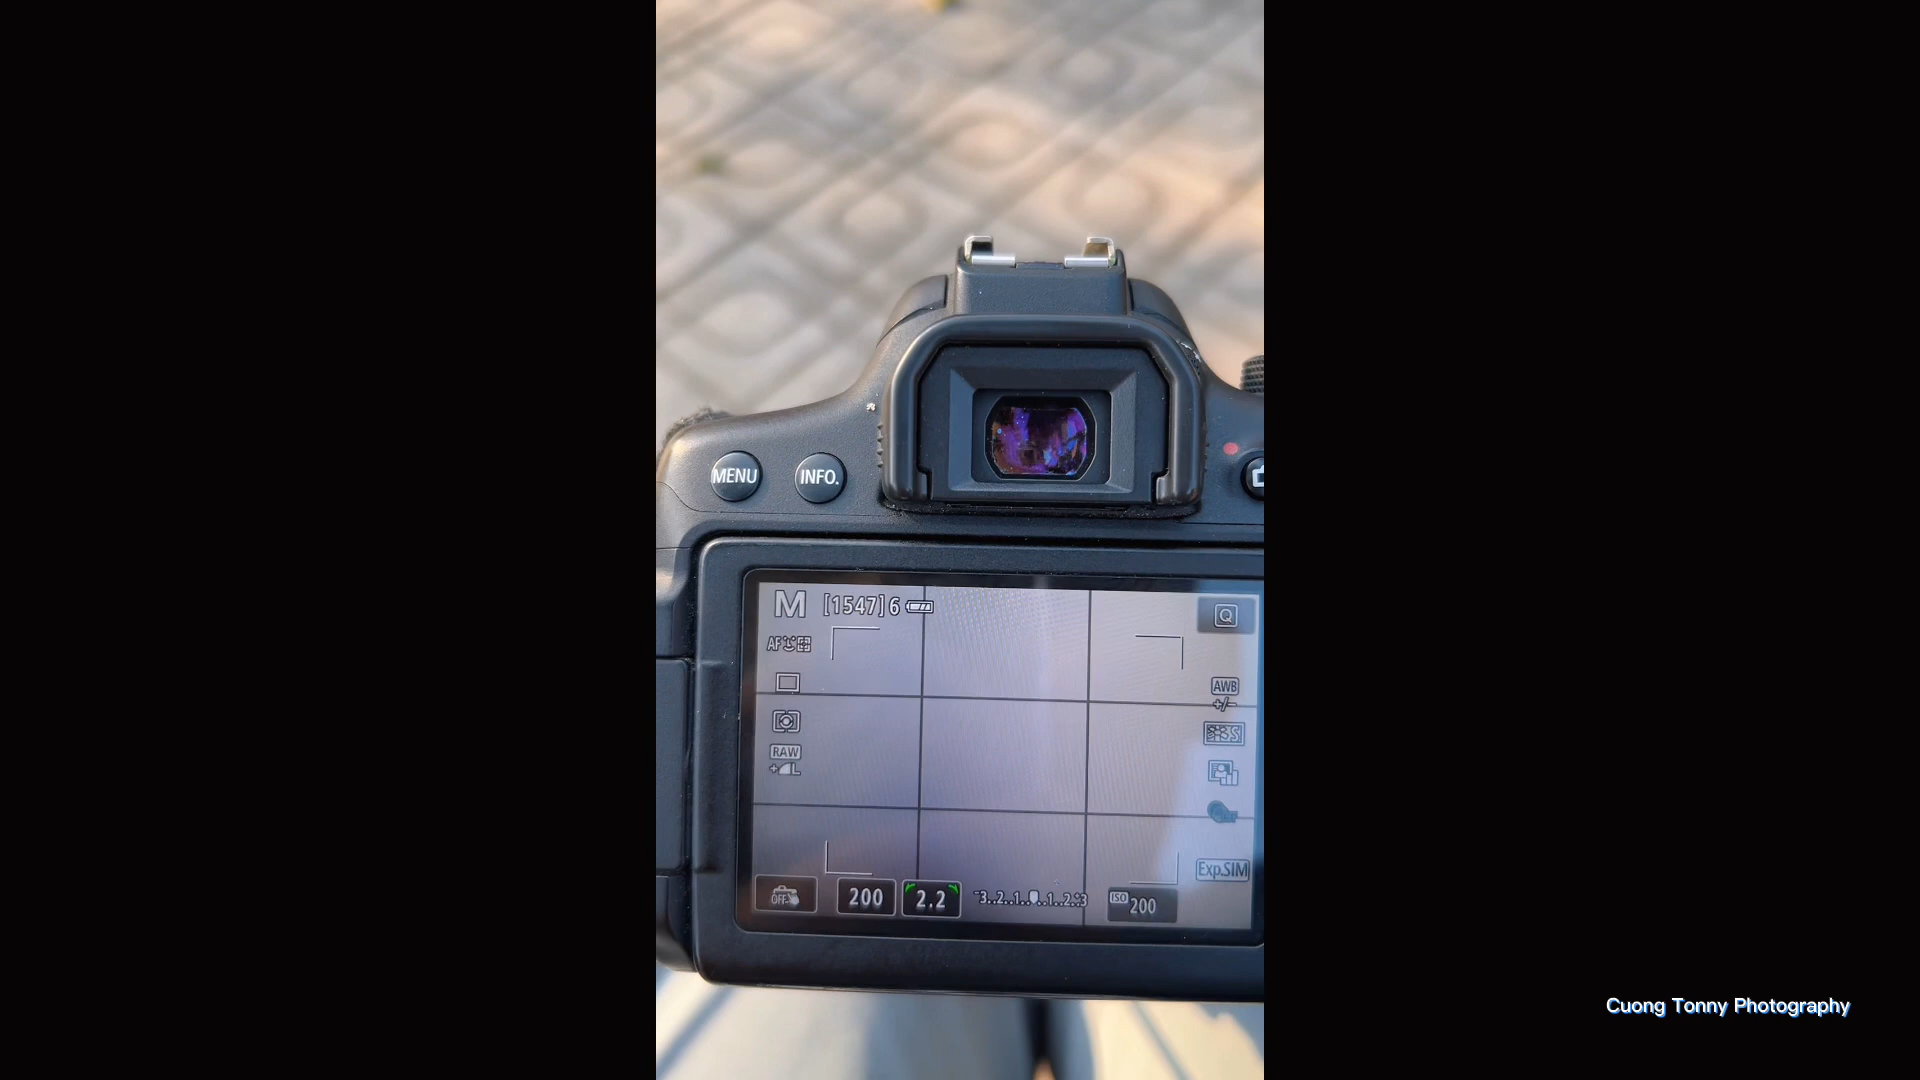 MENU
INFO.
M [1547] 6
Q
AF
AWB
+/-
RAW
+L
Exp.SIM
OFF
200
2.2
-3..2..1..0..1..2..+3
ISO 200
Cuong Tonny Photography